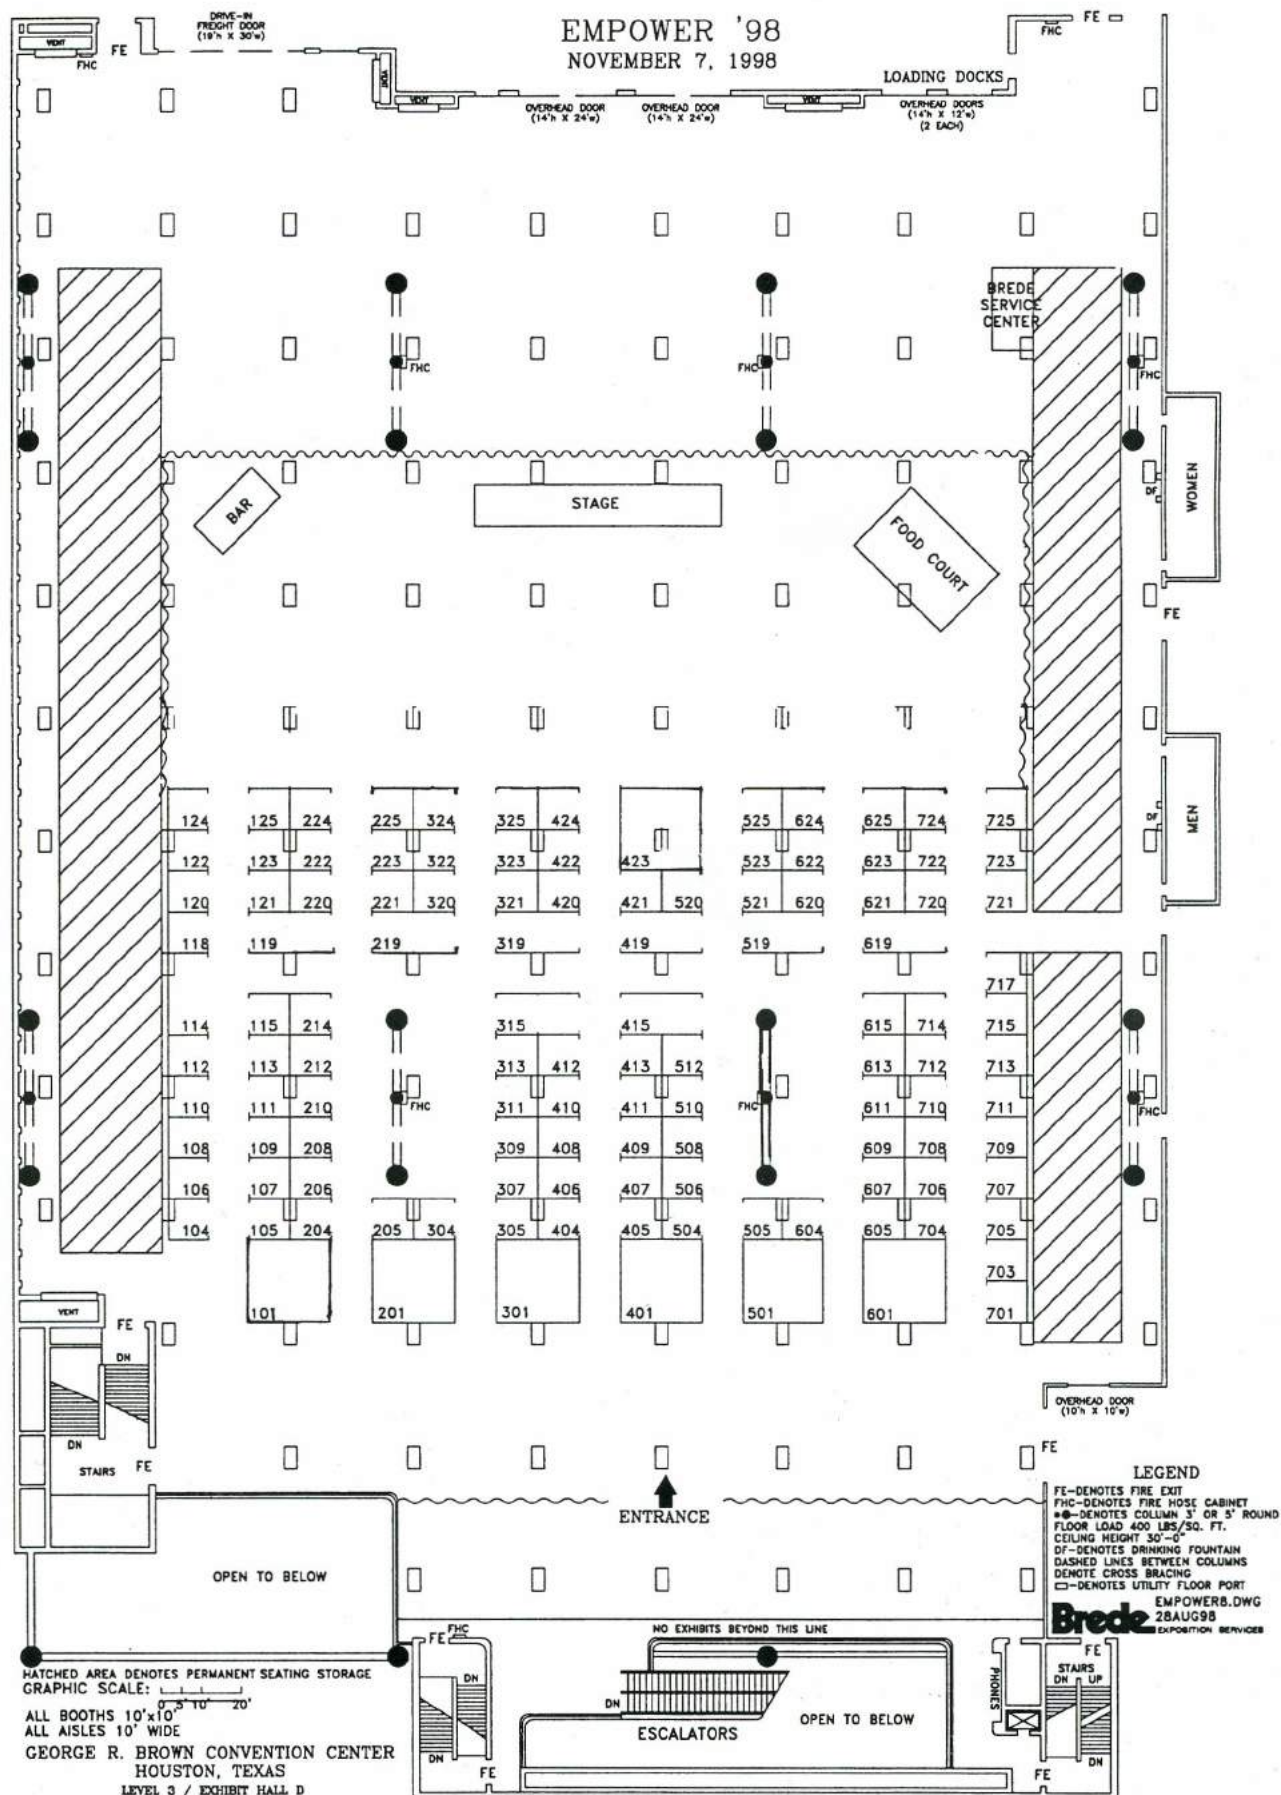 EMPOWER '98
NOVEMBER 7, 1998
DRIVE-IN
FREIGHT DOOR
(18'h X 30'w)
FE
VENT
FE
FHC
FHC
LOADING DOCKS
VENT
VENT
VENT
OVERHEAD DOOR
(14'h X 24'w)
OVERHEAD DOOR
(14'h X 24'w)
OVERHEAD DOORS
(14'h X 12'w)
(2 EACH)
BREDE
SERVICE
CENTER
FHC
FHC
FHC
BAR
STAGE
FOOD COURT
DF
WOMEN
FE
DF
MEN
124 125 224 225 324 325 424 525 624 625 724 725
122 123 222 223 322 323 422 423 523 622 623 722 723
120 121 220 221 320 321 420 421 520 521 620 621 720 721
118 119 219 319 419 519 619
717
114 115 214 315 415 615 714 715
112 113 212 313 412 413 512 613 712 713
110 111 210 FHC 311 410 411 510 FHC 611 710 711 FHC
108 109 208 309 408 409 508 609 708 709
106 107 206 307 406 407 506 607 706 707
104 105 204 205 304 305 404 405 504 505 604 605 704 705
703
101 201 301 401 501 601 701
VENT
FE
DN
DN
STAIRS
FE
OVERHEAD DOOR
(10'h X 10'w)
FE
ENTRANCE
LEGEND
FE-DENOTES FIRE EXIT
FHC-DENOTES FIRE HOSE CABINET
-DENOTES COLUMN 3' OR 5' ROUND
FLOOR LOAD 400 LBS/SQ. FT.
CEILING HEIGHT 30'-0"
DF-DENOTES DRINKING FOUNTAIN
DASHED LINES BETWEEN COLUMNS
DENOTE CROSS BRACING
-DENOTES UTILITY FLOOR PORT
Brede
EXPOSITION SERVICES
EMPOWER8.DWG
28AUG98
OPEN TO BELOW
NO EXHIBITS BEYOND THIS LINE
FE
FHC
DN
DN
DN
ESCALATORS
OPEN TO BELOW
PHONES
FE
STAIRS
DN UP
DN
FE
FE
HATCHED AREA DENOTES PERMANENT SEATING STORAGE
GRAPHIC SCALE:
0 5' 10' 20'
ALL BOOTHS 10'x10'
ALL AISLES 10' WIDE
GEORGE R. BROWN CONVENTION CENTER
HOUSTON, TEXAS
LEVEL 3 / EXHIBIT HALL D